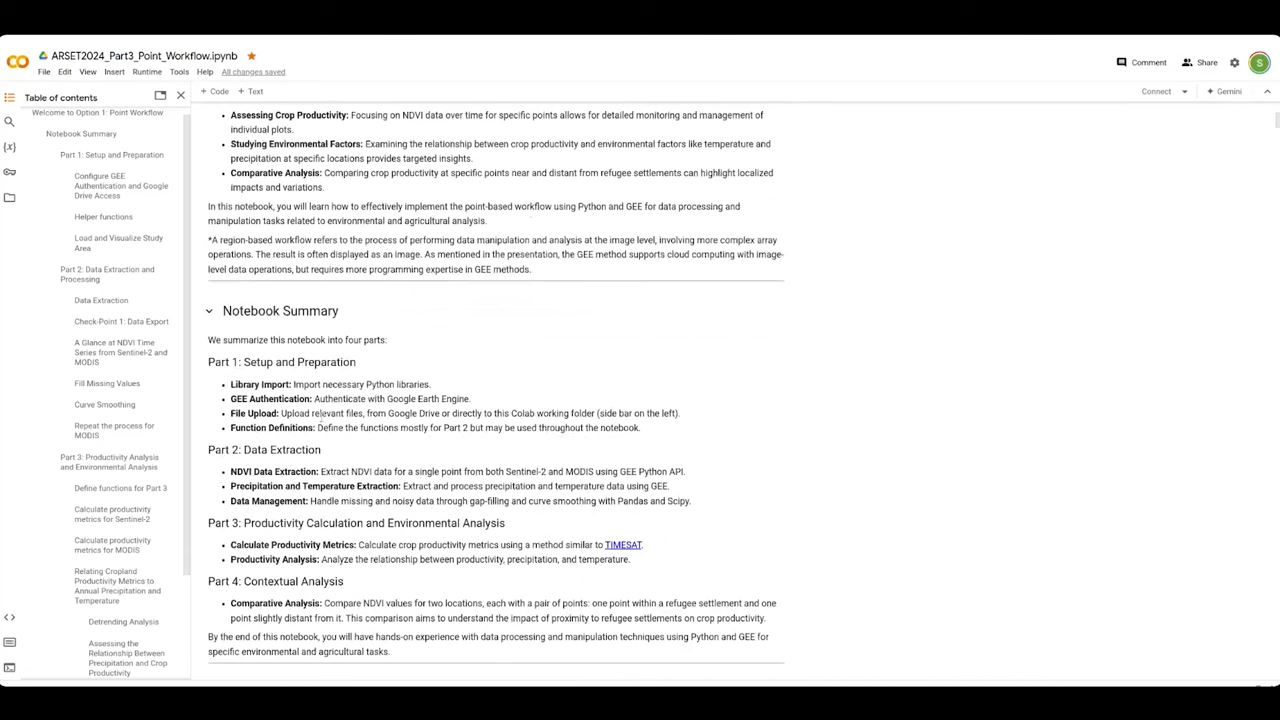 ARSET2024_Part3_Point_Workflow.ipynb
File Edit View Insert Runtime Tools Help All changes saved
Comment Share S
Table of contents
+ Code + Text
Connect Gemini
Welcome to Option 1: Point Workflow
Notebook Summary
Part 1: Setup and Preparation
Configure GEE
Authentication and Google
Drive Access
Helper functions
Load and Visualize Study
Area
Part 2: Data Extraction and
Processing
Data Extraction
Check-Point 1: Data Export
A Glance at NDVI Time
Series from Sentinel-2 and
MODIS
Fill Missing Values
Curve Smoothing
Repeat the process for
MODIS
Part 3: Productivity Analysis
and Environmental Analysis
Define functions for Part 3
Calculate productivity
metrics for Sentinel-2
Calculate productivity
metrics for MODIS
Relating Cropland
Productivity Metrics to
Annual Precipitation and
Temperature
Detrending Analysis
Assessing the
Relationship Between
Precipitation and Crop
Productivity
• Assessing Crop Productivity: Focusing on NDVI data over time for specific points allows for detailed monitoring and management of
individual plots.
• Studying Environmental Factors: Examining the relationship between crop productivity and environmental factors like temperature and
precipitation at specific locations provides targeted insights.
• Comparative Analysis: Comparing crop productivity at specific points near and distant from refugee settlements can highlight localized
impacts and variations.
In this notebook, you will learn how to effectively implement the point-based workflow using Python and GEE for data processing and
manipulation tasks related to environmental and agricultural analysis.
*A region-based workflow refers to the process of performing data manipulation and analysis at the image level, involving more complex array
operations. The result is often displayed as an image. As mentioned in the presentation, the GEE method supports cloud computing with image-
level data operations, but requires more programming expertise in GEE methods.
Notebook Summary
We summarize this notebook into four parts:
Part 1: Setup and Preparation
• Library Import: Import necessary Python libraries.
• GEE Authentication: Authenticate with Google Earth Engine.
• File Upload: Upload relevant files, from Google Drive or directly to this Colab working folder (side bar on the left).
• Function Definitions: Define the functions mostly for Part 2 but may be used throughout the notebook.
Part 2: Data Extraction
• NDVI Data Extraction: Extract NDVI data for a single point from both Sentinel-2 and MODIS using GEE Python API.
• Precipitation and Temperature Extraction: Extract and process precipitation and temperature data using GEE.
• Data Management: Handle missing and noisy data through gap-filling and curve smoothing with Pandas and Scipy.
Part 3: Productivity Calculation and Environmental Analysis
• Calculate Productivity Metrics: Calculate crop productivity metrics using a method similar to TIMESAT.
• Productivity Analysis: Analyze the relationship between productivity, precipitation, and temperature.
Part 4: Contextual Analysis
• Comparative Analysis: Compare NDVI values for two locations, each with a pair of points: one point within a refugee settlement and one
point slightly distant from it. This comparison aims to understand the impact of proximity to refugee settlements on crop productivity.
By the end of this notebook, you will have hands-on experience with data processing and manipulation techniques using Python and GEE for
specific environmental and agricultural tasks.